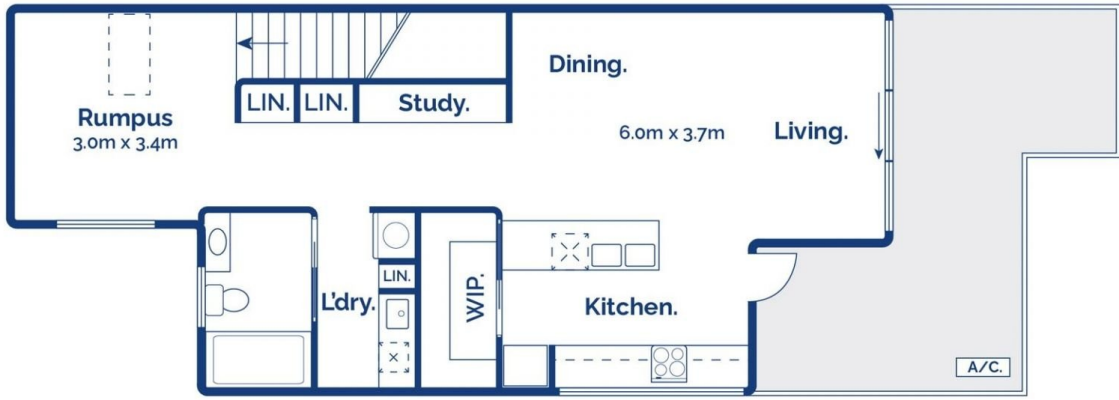 Dining.
LIN.
LIN.
Study.
Rumpus
3.0m x 3.4m
6.0m x 3.7m
Living.
LIN.
WIP.
L'dry.
Kitchen.
A/C.